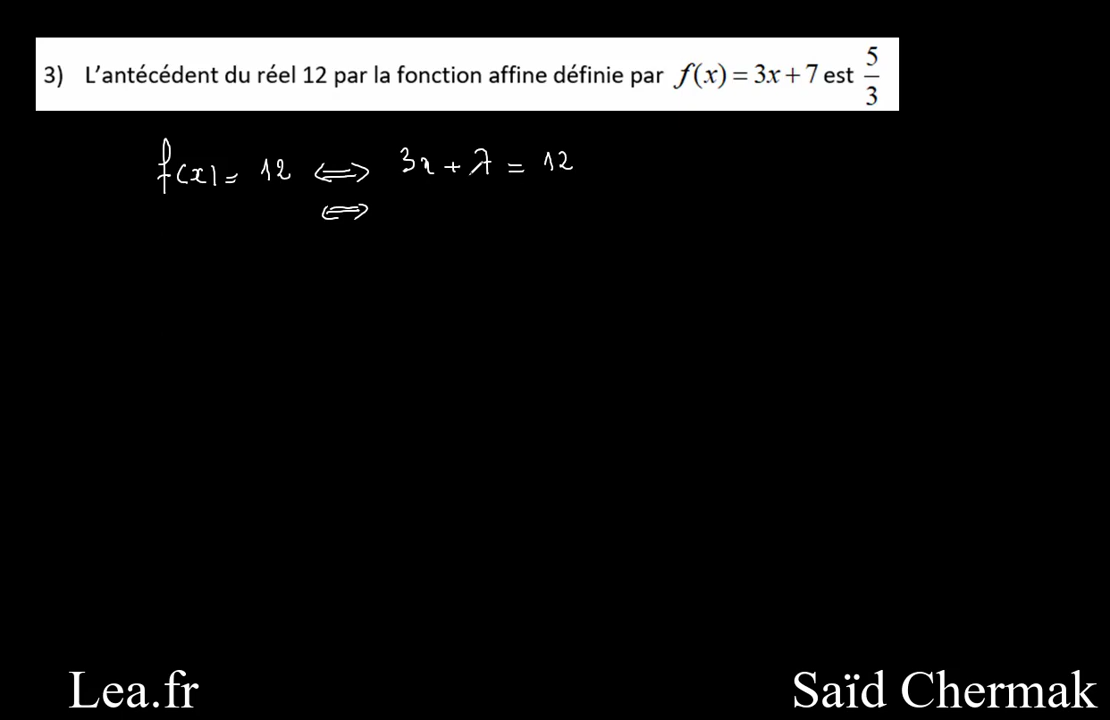 3) L’antécédent du réel 12 par la fonction affine définie par f(x) = 3x + 7 est 5/3
f(x) = 12 ⟺ 3x + 7 = 12
⟺
Lea.fr
Saïd Chermak